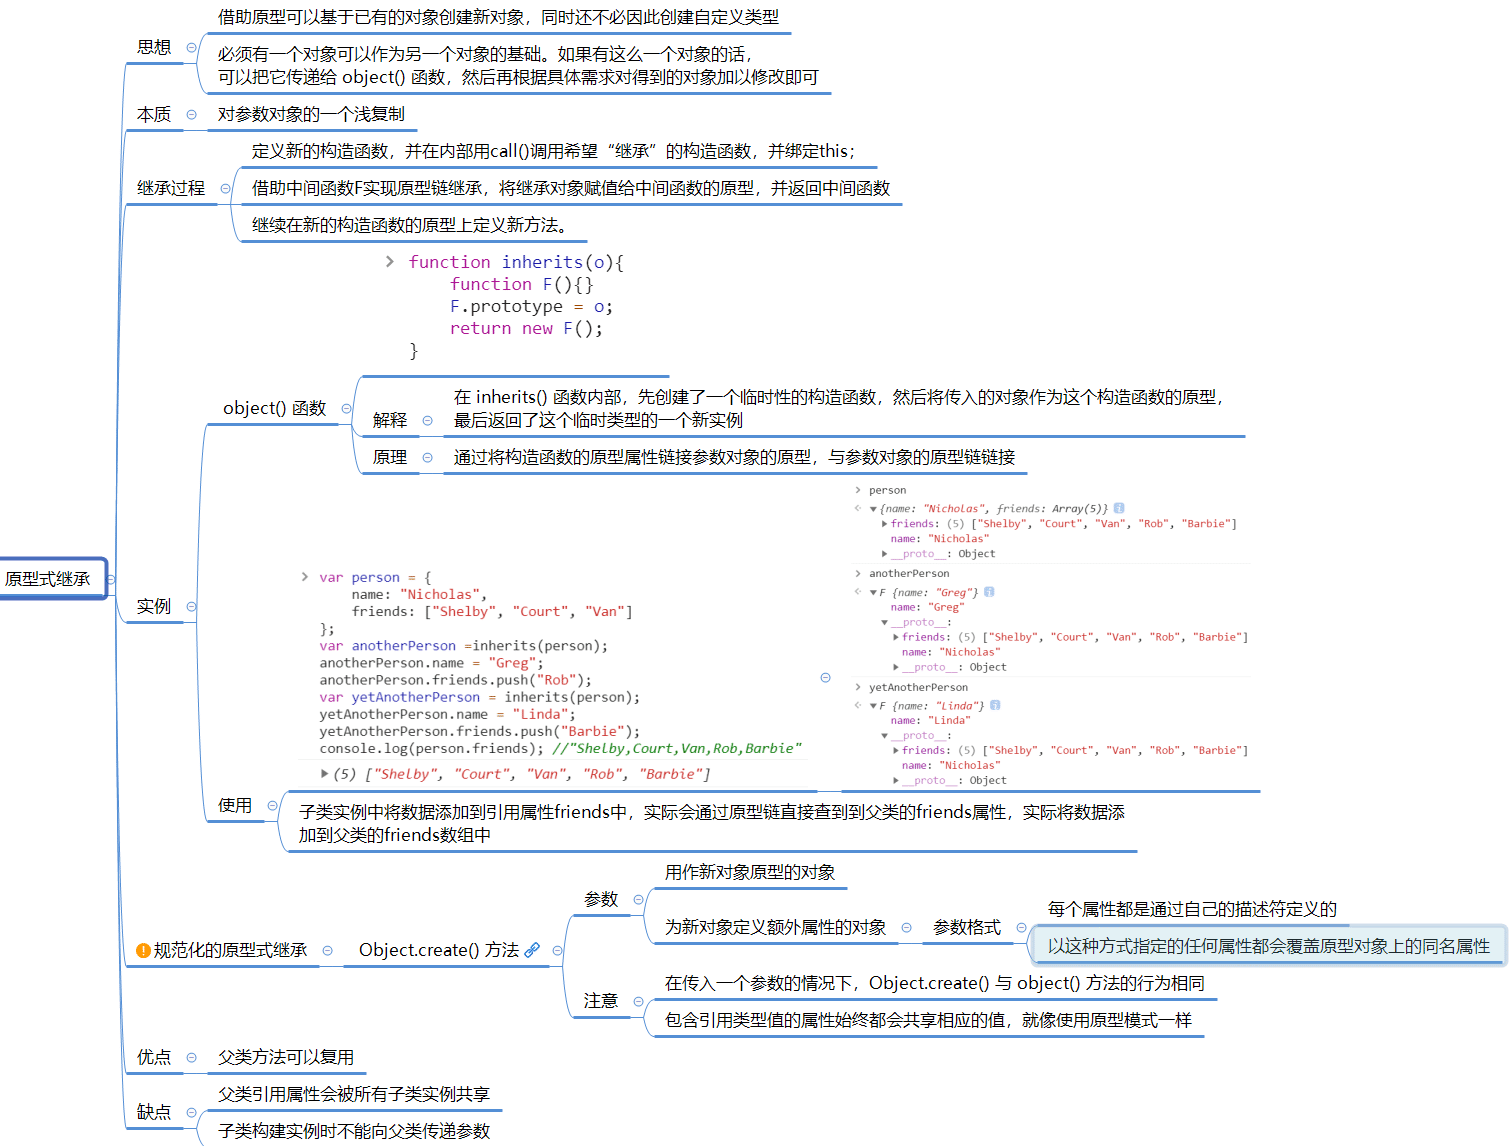 原型式继承
思想
借助原型可以基于已有的对象创建新对象，同时还不必因此创建自定义类型
必须有一个对象可以作为另一个对象的基础。如果有这么一个对象的话，
可以把它传递给 object() 函数，然后再根据具体需求对得到的对象加以修改即可
本质
对参数对象的一个浅复制
继承过程
定义新的构造函数，并在内部用call()调用希望“继承”的构造函数，并绑定this；
借助中间函数F实现原型链继承，将继承对象赋值给中间函数的原型，并返回中间函数
继续在新的构造函数的原型上定义新方法。
实例
object() 函数
function inherits(o){
function F(){}
F.prototype = o;
return new F();
}
解释
在 inherits() 函数内部，先创建了一个临时性的构造函数，然后将传入的对象作为这个构造函数的原型，
最后返回了这个临时类型的一个新实例
原理
通过将构造函数的原型属性链接参数对象的原型，与参数对象的原型链链接
使用
var person = {
name: "Nicholas",
friends: ["Shelby", "Court", "Van"]
};
var anotherPerson =inherits(person);
anotherPerson.name = "Greg";
anotherPerson.friends.push("Rob");
var yetAnotherPerson = inherits(person);
yetAnotherPerson.name = "Linda";
yetAnotherPerson.friends.push("Barbie");
console.log(person.friends); //"Shelby,Court,Van,Rob,Barbie"
(5) ["Shelby", "Court", "Van", "Rob", "Barbie"]
person
{name: "Nicholas", friends: Array(5)}
friends: (5) ["Shelby", "Court", "Van", "Rob", "Barbie"]
name: "Nicholas"
__proto__: Object
anotherPerson
F {name: "Greg"}
name: "Greg"
__proto__:
friends: (5) ["Shelby", "Court", "Van", "Rob", "Barbie"]
name: "Nicholas"
__proto__: Object
yetAnotherPerson
F {name: "Linda"}
name: "Linda"
__proto__:
friends: (5) ["Shelby", "Court", "Van", "Rob", "Barbie"]
name: "Nicholas"
__proto__: Object
子类实例中将数据添加到引用属性friends中，实际会通过原型链直接查到到父类的friends属性，实际将数据添
加到父类的friends数组中
规范化的原型式继承
Object.create() 方法
参数
用作新对象原型的对象
为新对象定义额外属性的对象
参数格式
每个属性都是通过自己的描述符定义的
以这种方式指定的任何属性都会覆盖原型对象上的同名属性
注意
在传入一个参数的情况下，Object.create() 与 object() 方法的行为相同
包含引用类型值的属性始终都会共享相应的值，就像使用原型模式一样
优点
父类方法可以复用
缺点
父类引用属性会被所有子类实例共享
子类构建实例时不能向父类传递参数